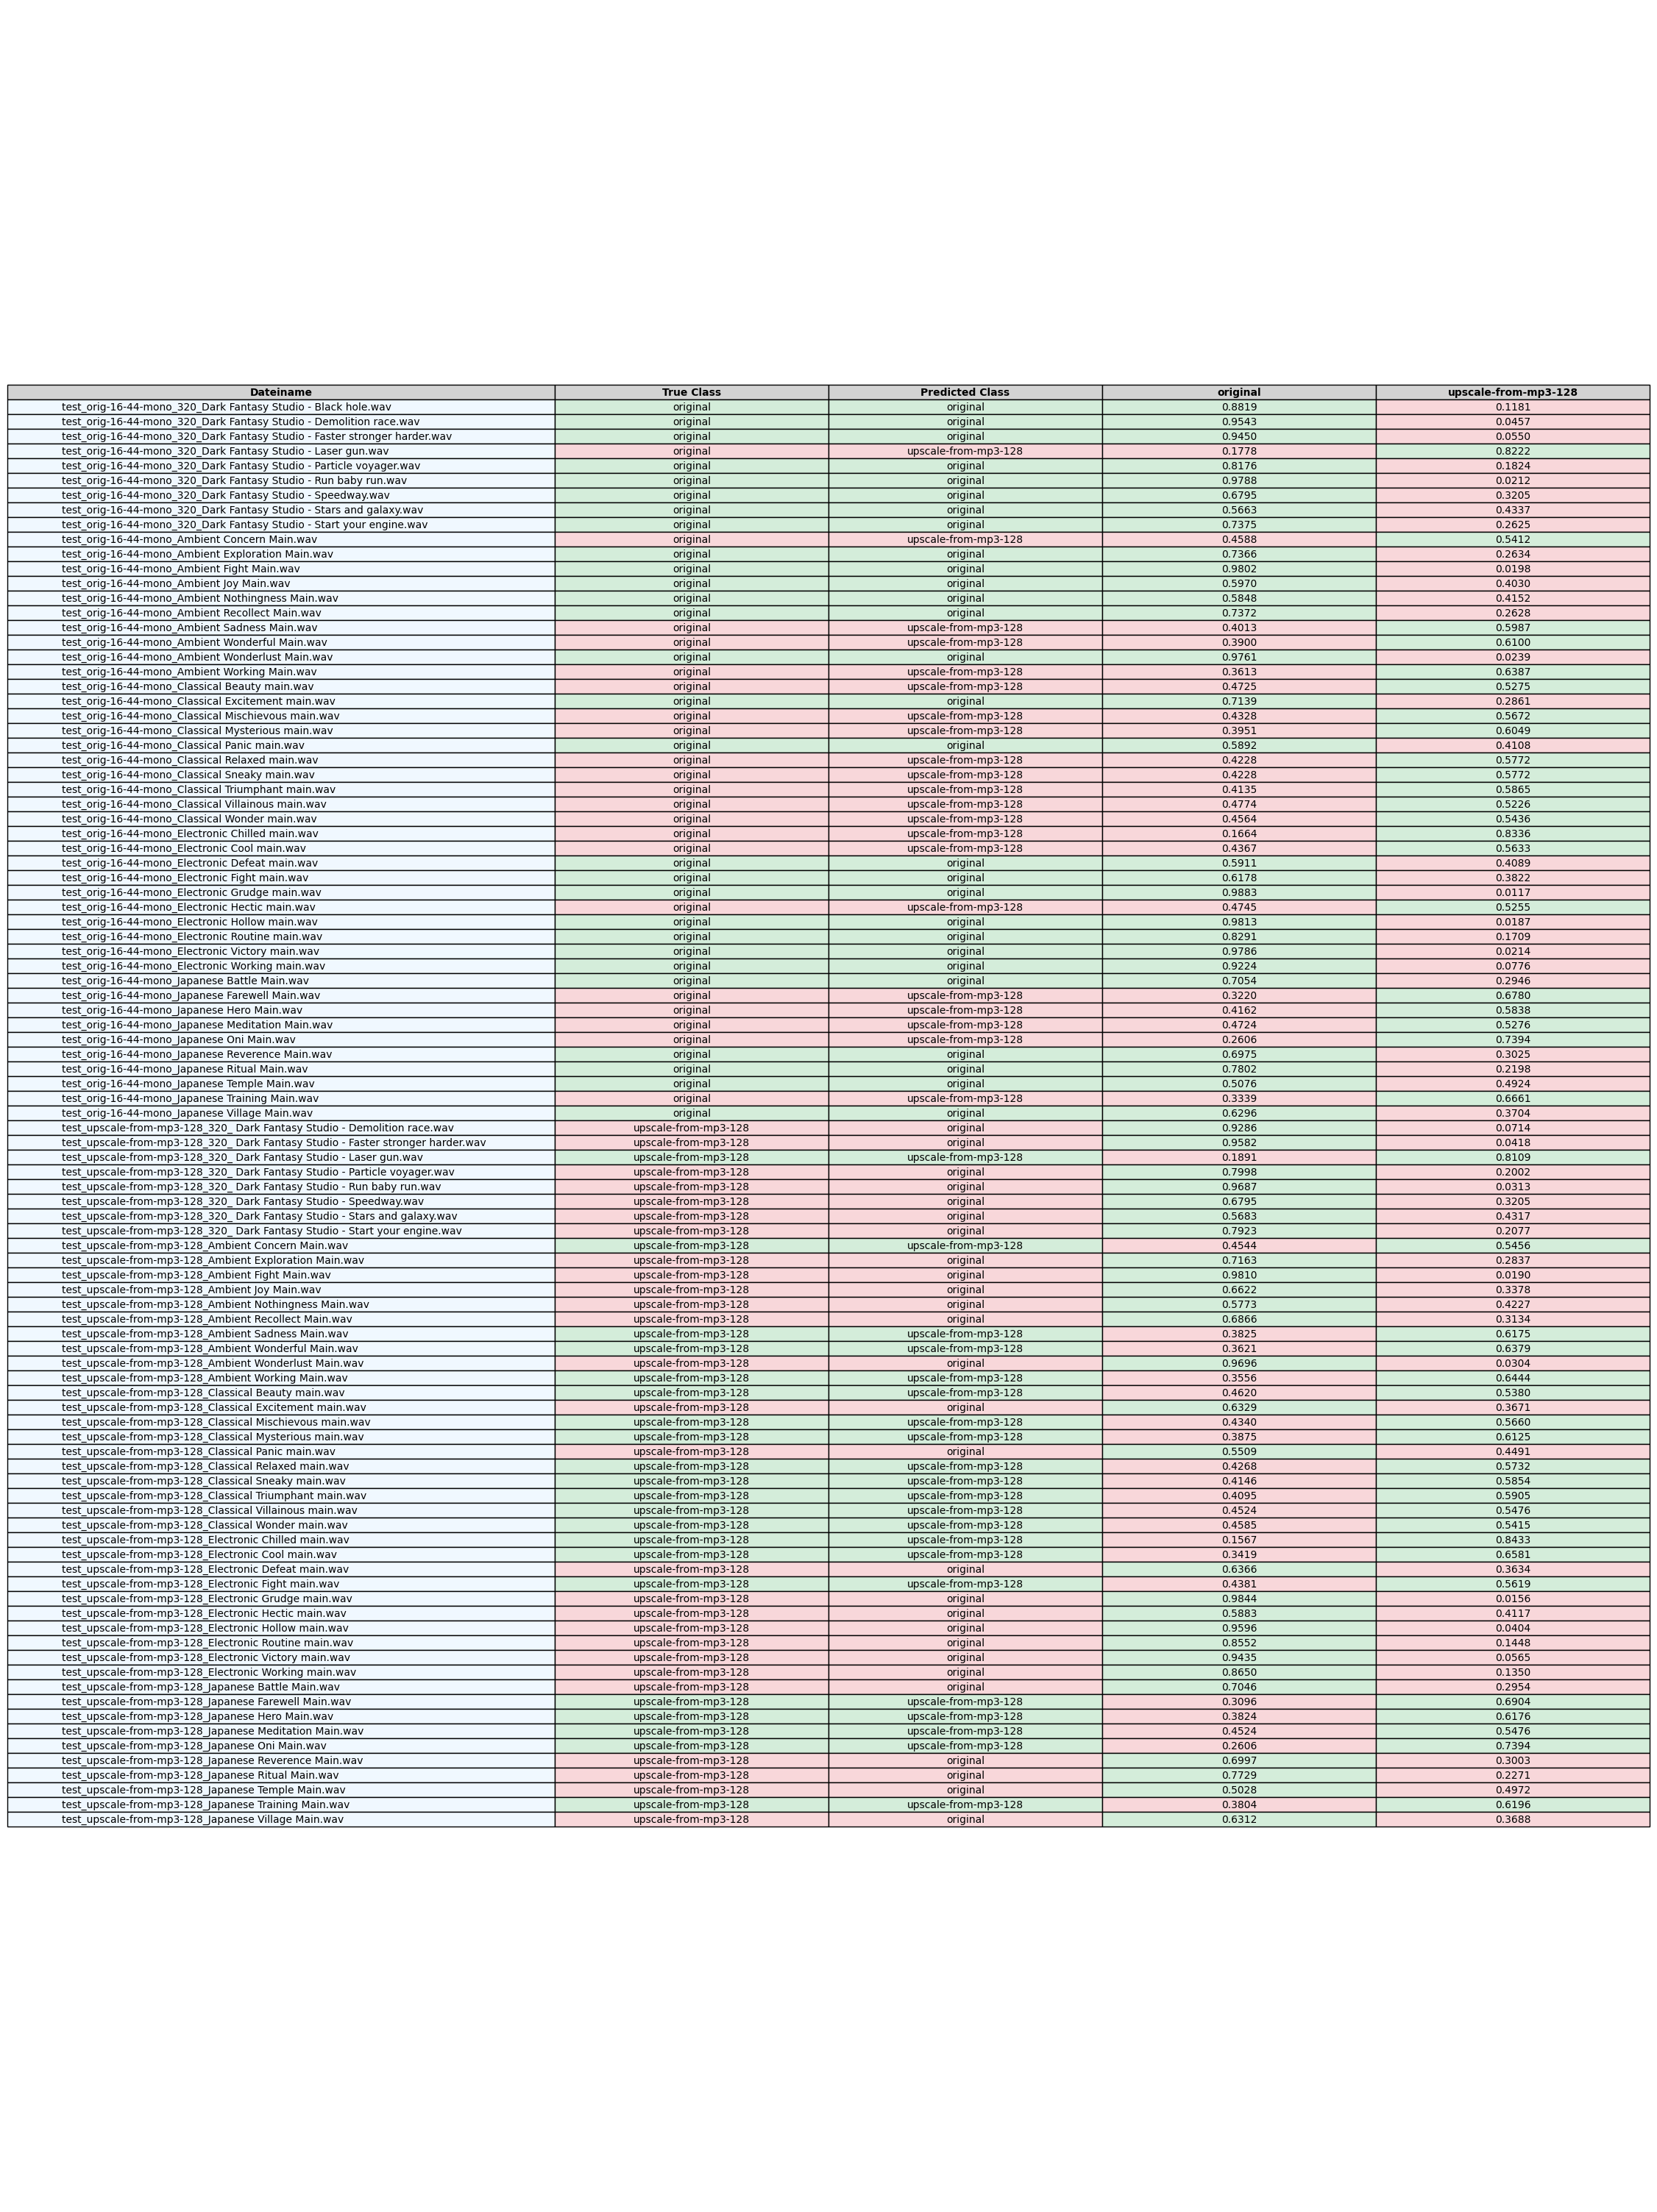 Dateiname True Class Predicted Class original upscale-from-mp3-128
test_orig-16-44-mono_320_Dark Fantasy Studio - Black hole.wav original original 0.8819 0.1181
test_orig-16-44-mono_320_Dark Fantasy Studio - Demolition race.wav original original 0.9543 0.0457
test_orig-16-44-mono_320_Dark Fantasy Studio - Faster stronger harder.wav original original 0.9450 0.0550
test_orig-16-44-mono_320_Dark Fantasy Studio - Laser gun.wav original upscale-from-mp3-128 0.1778 0.8222
test_orig-16-44-mono_320_Dark Fantasy Studio - Particle voyager.wav original original 0.8176 0.1824
test_orig-16-44-mono_320_Dark Fantasy Studio - Run baby run.wav original original 0.9788 0.0212
test_orig-16-44-mono_320_Dark Fantasy Studio - Speedway.wav original original 0.6795 0.3205
test_orig-16-44-mono_320_Dark Fantasy Studio - Stars and galaxy.wav original original 0.5663 0.4337
test_orig-16-44-mono_320_Dark Fantasy Studio - Start your engine.wav original original 0.7375 0.2625
test_orig-16-44-mono_Ambient Concern Main.wav original upscale-from-mp3-128 0.4588 0.5412
test_orig-16-44-mono_Ambient Exploration Main.wav original original 0.7366 0.2634
test_orig-16-44-mono_Ambient Fight Main.wav original original 0.9802 0.0198
test_orig-16-44-mono_Ambient Joy Main.wav original original 0.5970 0.4030
test_orig-16-44-mono_Ambient Nothingness Main.wav original original 0.5848 0.4152
test_orig-16-44-mono_Ambient Recollect Main.wav original original 0.7372 0.2628
test_orig-16-44-mono_Ambient Sadness Main.wav original upscale-from-mp3-128 0.4013 0.5987
test_orig-16-44-mono_Ambient Wonderful Main.wav original upscale-from-mp3-128 0.3900 0.6100
test_orig-16-44-mono_Ambient Wonderlust Main.wav original original 0.9761 0.0239
test_orig-16-44-mono_Ambient Working Main.wav original upscale-from-mp3-128 0.3613 0.6387
test_orig-16-44-mono_Classical Beauty main.wav original upscale-from-mp3-128 0.4725 0.5275
test_orig-16-44-mono_Classical Excitement main.wav original original 0.7139 0.2861
test_orig-16-44-mono_Classical Mischievous main.wav original upscale-from-mp3-128 0.4328 0.5672
test_orig-16-44-mono_Classical Mysterious main.wav original upscale-from-mp3-128 0.3951 0.6049
test_orig-16-44-mono_Classical Panic main.wav original original 0.5892 0.4108
test_orig-16-44-mono_Classical Relaxed main.wav original upscale-from-mp3-128 0.4228 0.5772
test_orig-16-44-mono_Classical Sneaky main.wav original upscale-from-mp3-128 0.4228 0.5772
test_orig-16-44-mono_Classical Triumphant main.wav original upscale-from-mp3-128 0.4135 0.5865
test_orig-16-44-mono_Classical Villainous main.wav original upscale-from-mp3-128 0.4774 0.5226
test_orig-16-44-mono_Classical Wonder main.wav original upscale-from-mp3-128 0.4564 0.5436
test_orig-16-44-mono_Electronic Chilled main.wav original upscale-from-mp3-128 0.1664 0.8336
test_orig-16-44-mono_Electronic Cool main.wav original upscale-from-mp3-128 0.4367 0.5633
test_orig-16-44-mono_Electronic Defeat main.wav original original 0.5911 0.4089
test_orig-16-44-mono_Electronic Fight main.wav original original 0.6178 0.3822
test_orig-16-44-mono_Electronic Grudge main.wav original original 0.9883 0.0117
test_orig-16-44-mono_Electronic Hectic main.wav original upscale-from-mp3-128 0.4745 0.5255
test_orig-16-44-mono_Electronic Hollow main.wav original original 0.9813 0.0187
test_orig-16-44-mono_Electronic Routine main.wav original original 0.8291 0.1709
test_orig-16-44-mono_Electronic Victory main.wav original original 0.9786 0.0214
test_orig-16-44-mono_Electronic Working main.wav original original 0.9224 0.0776
test_orig-16-44-mono_Japanese Battle Main.wav original original 0.7054 0.2946
test_orig-16-44-mono_Japanese Farewell Main.wav original upscale-from-mp3-128 0.3220 0.6780
test_orig-16-44-mono_Japanese Hero Main.wav original upscale-from-mp3-128 0.4162 0.5838
test_orig-16-44-mono_Japanese Meditation Main.wav original upscale-from-mp3-128 0.4724 0.5276
test_orig-16-44-mono_Japanese Oni Main.wav original upscale-from-mp3-128 0.2606 0.7394
test_orig-16-44-mono_Japanese Reverence Main.wav original original 0.6975 0.3025
test_orig-16-44-mono_Japanese Ritual Main.wav original original 0.7802 0.2198
test_orig-16-44-mono_Japanese Temple Main.wav original original 0.5076 0.4924
test_orig-16-44-mono_Japanese Training Main.wav original upscale-from-mp3-128 0.3339 0.6661
test_orig-16-44-mono_Japanese Village Main.wav original original 0.6296 0.3704
test_upscale-from-mp3-128_320_ Dark Fantasy Studio - Demolition race.wav upscale-from-mp3-128 original 0.9286 0.0714
test_upscale-from-mp3-128_320_ Dark Fantasy Studio - Faster stronger harder.wav upscale-from-mp3-128 original 0.9582 0.0418
test_upscale-from-mp3-128_320_ Dark Fantasy Studio - Laser gun.wav upscale-from-mp3-128 upscale-from-mp3-128 0.1891 0.8109
test_upscale-from-mp3-128_320_ Dark Fantasy Studio - Particle voyager.wav upscale-from-mp3-128 original 0.7998 0.2002
test_upscale-from-mp3-128_320_ Dark Fantasy Studio - Run baby run.wav upscale-from-mp3-128 original 0.9687 0.0313
test_upscale-from-mp3-128_320_ Dark Fantasy Studio - Speedway.wav upscale-from-mp3-128 original 0.6795 0.3205
test_upscale-from-mp3-128_320_ Dark Fantasy Studio - Stars and galaxy.wav upscale-from-mp3-128 original 0.5683 0.4317
test_upscale-from-mp3-128_320_ Dark Fantasy Studio - Start your engine.wav upscale-from-mp3-128 original 0.7923 0.2077
test_upscale-from-mp3-128_Ambient Concern Main.wav upscale-from-mp3-128 upscale-from-mp3-128 0.4544 0.5456
test_upscale-from-mp3-128_Ambient Exploration Main.wav upscale-from-mp3-128 original 0.7163 0.2837
test_upscale-from-mp3-128_Ambient Fight Main.wav upscale-from-mp3-128 original 0.9810 0.0190
test_upscale-from-mp3-128_Ambient Joy Main.wav upscale-from-mp3-128 original 0.6622 0.3378
test_upscale-from-mp3-128_Ambient Nothingness Main.wav upscale-from-mp3-128 original 0.5773 0.4227
test_upscale-from-mp3-128_Ambient Recollect Main.wav upscale-from-mp3-128 original 0.6866 0.3134
test_upscale-from-mp3-128_Ambient Sadness Main.wav upscale-from-mp3-128 upscale-from-mp3-128 0.3825 0.6175
test_upscale-from-mp3-128_Ambient Wonderful Main.wav upscale-from-mp3-128 upscale-from-mp3-128 0.3621 0.6379
test_upscale-from-mp3-128_Ambient Wonderlust Main.wav upscale-from-mp3-128 original 0.9696 0.0304
test_upscale-from-mp3-128_Ambient Working Main.wav upscale-from-mp3-128 upscale-from-mp3-128 0.3556 0.6444
test_upscale-from-mp3-128_Classical Beauty main.wav upscale-from-mp3-128 upscale-from-mp3-128 0.4620 0.5380
test_upscale-from-mp3-128_Classical Excitement main.wav upscale-from-mp3-128 original 0.6329 0.3671
test_upscale-from-mp3-128_Classical Mischievous main.wav upscale-from-mp3-128 upscale-from-mp3-128 0.4340 0.5660
test_upscale-from-mp3-128_Classical Mysterious main.wav upscale-from-mp3-128 upscale-from-mp3-128 0.3875 0.6125
test_upscale-from-mp3-128_Classical Panic main.wav upscale-from-mp3-128 original 0.5509 0.4491
test_upscale-from-mp3-128_Classical Relaxed main.wav upscale-from-mp3-128 upscale-from-mp3-128 0.4268 0.5732
test_upscale-from-mp3-128_Classical Sneaky main.wav upscale-from-mp3-128 upscale-from-mp3-128 0.4146 0.5854
test_upscale-from-mp3-128_Classical Triumphant main.wav upscale-from-mp3-128 upscale-from-mp3-128 0.4095 0.5905
test_upscale-from-mp3-128_Classical Villainous main.wav upscale-from-mp3-128 upscale-from-mp3-128 0.4524 0.5476
test_upscale-from-mp3-128_Classical Wonder main.wav upscale-from-mp3-128 upscale-from-mp3-128 0.4585 0.5415
test_upscale-from-mp3-128_Electronic Chilled main.wav upscale-from-mp3-128 upscale-from-mp3-128 0.1567 0.8433
test_upscale-from-mp3-128_Electronic Cool main.wav upscale-from-mp3-128 upscale-from-mp3-128 0.3419 0.6581
test_upscale-from-mp3-128_Electronic Defeat main.wav upscale-from-mp3-128 original 0.6366 0.3634
test_upscale-from-mp3-128_Electronic Fight main.wav upscale-from-mp3-128 upscale-from-mp3-128 0.4381 0.5619
test_upscale-from-mp3-128_Electronic Grudge main.wav upscale-from-mp3-128 original 0.9844 0.0156
test_upscale-from-mp3-128_Electronic Hectic main.wav upscale-from-mp3-128 original 0.5883 0.4117
test_upscale-from-mp3-128_Electronic Hollow main.wav upscale-from-mp3-128 original 0.9596 0.0404
test_upscale-from-mp3-128_Electronic Routine main.wav upscale-from-mp3-128 original 0.8552 0.1448
test_upscale-from-mp3-128_Electronic Victory main.wav upscale-from-mp3-128 original 0.9435 0.0565
test_upscale-from-mp3-128_Electronic Working main.wav upscale-from-mp3-128 original 0.8650 0.1350
test_upscale-from-mp3-128_Japanese Battle Main.wav upscale-from-mp3-128 original 0.7046 0.2954
test_upscale-from-mp3-128_Japanese Farewell Main.wav upscale-from-mp3-128 upscale-from-mp3-128 0.3096 0.6904
test_upscale-from-mp3-128_Japanese Hero Main.wav upscale-from-mp3-128 upscale-from-mp3-128 0.3824 0.6176
test_upscale-from-mp3-128_Japanese Meditation Main.wav upscale-from-mp3-128 upscale-from-mp3-128 0.4524 0.5476
test_upscale-from-mp3-128_Japanese Oni Main.wav upscale-from-mp3-128 upscale-from-mp3-128 0.2606 0.7394
test_upscale-from-mp3-128_Japanese Reverence Main.wav upscale-from-mp3-128 original 0.6997 0.3003
test_upscale-from-mp3-128_Japanese Ritual Main.wav upscale-from-mp3-128 original 0.7729 0.2271
test_upscale-from-mp3-128_Japanese Temple Main.wav upscale-from-mp3-128 original 0.5028 0.4972
test_upscale-from-mp3-128_Japanese Training Main.wav upscale-from-mp3-128 upscale-from-mp3-128 0.3804 0.6196
test_upscale-from-mp3-128_Japanese Village Main.wav upscale-from-mp3-128 original 0.6312 0.3688